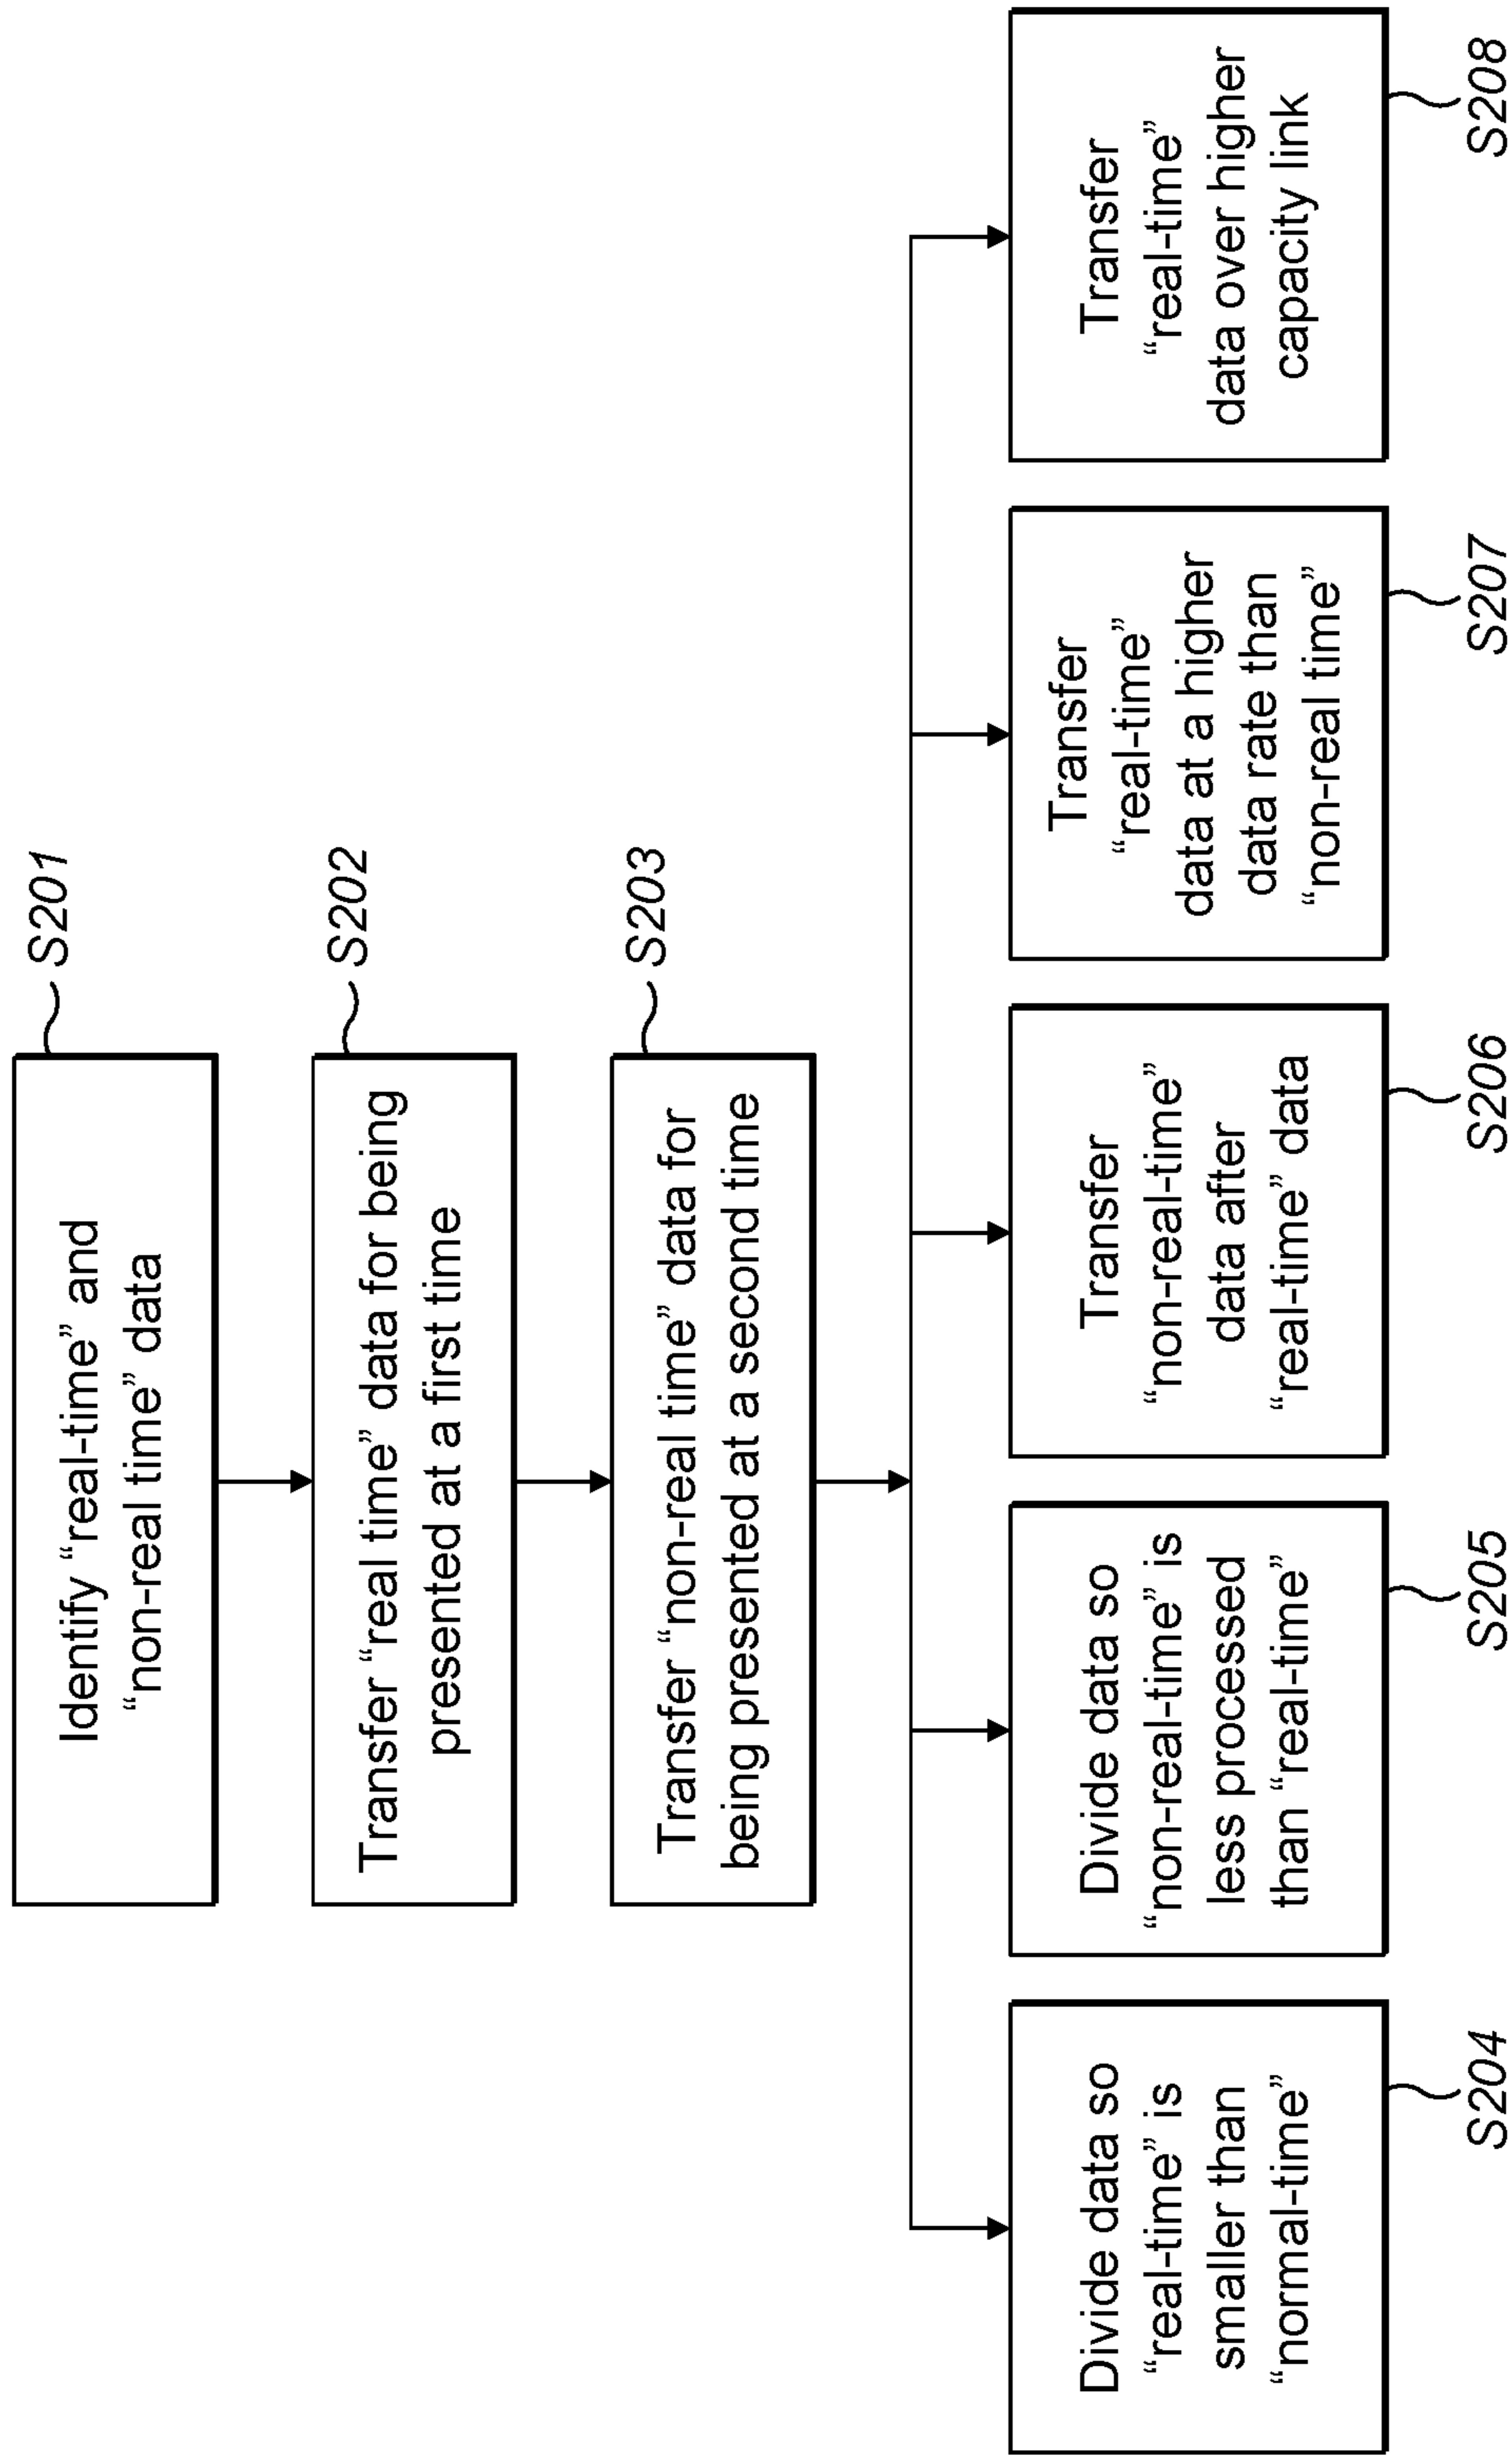 Identify “real-time” and
“non-real time” data
S201
Transfer “real time” data for being
presented at a first time
S202
Transfer “non-real time” data for
being presented at a second time
S203
Divide data so
“real-time” is
smaller than
“normal-time”
S204
Divide data so
“non-real-time” is
less processed
than “real-time”
S205
Transfer
“non-real-time”
data after
“real-time” data
S206
Transfer
“real-time”
data at a higher
data rate than
“non-real time”
S207
Transfer
“real-time”
data over higher
capacity link
S208